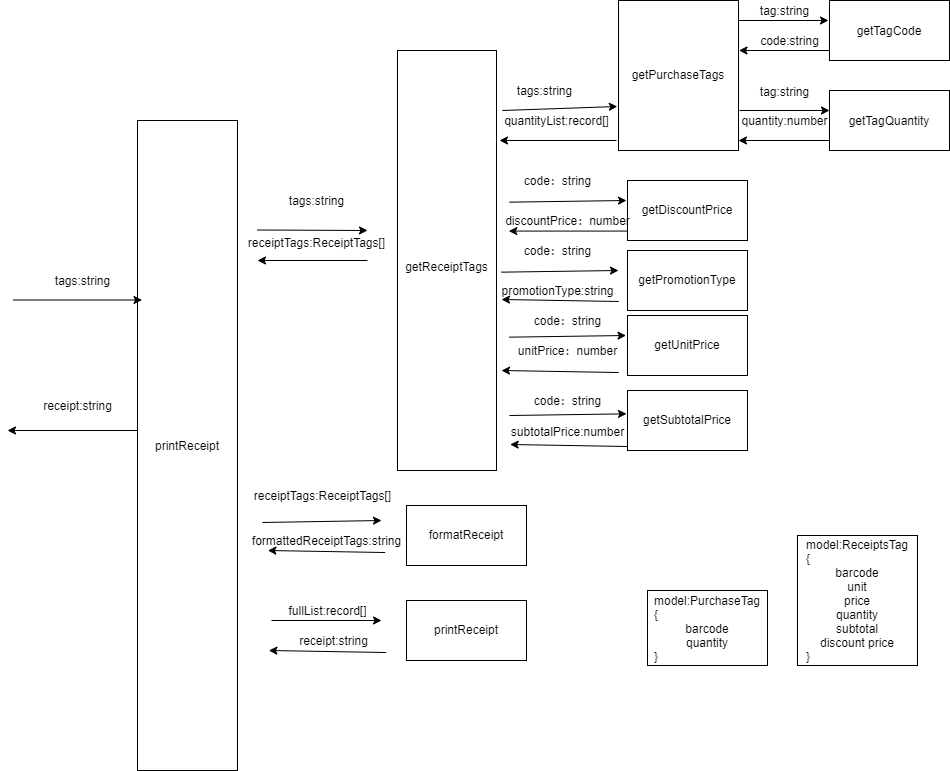 tag:string
getTagCode
code:string
getPurchaseTags
tags:string
tag:string
quantityList:record[]
quantity:number
getTagQuantity
code：string
tags:string
getDiscountPrice
discountPrice：number
receiptTags:ReceiptTags[]
code：string
getReceiptTags
tags:string
getPromotionType
promotionType:string
code：string
unitPrice：number
getUnitPrice
receipt:string
code：string
getSubtotalPrice
subtotalPrice:number
printReceipt
receiptTags:ReceiptTags[]
formattedReceiptTags:string
formatReceipt
model:ReceiptsTag
{
barcode
unit
price
quantity
subtotal
discount price
}
model:PurchaseTag
{
barcode
quantity
}
fullList:record[]
printReceipt
receipt:string